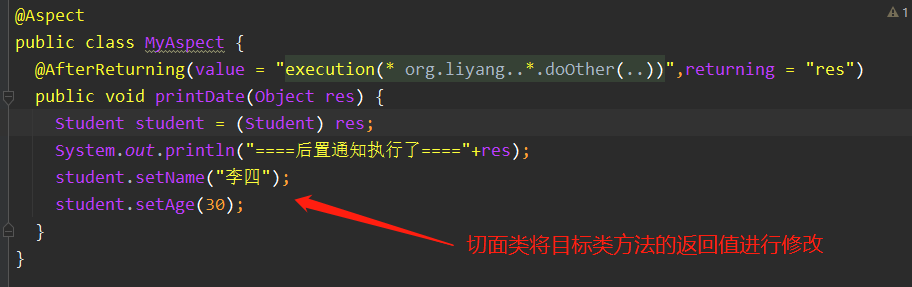 @Aspect
1
public class MyAspect {
@AfterReturning(value = "execution(* org.liyang..*.doOther(..))",returning = "res")
public void printDate(Object res) {
Student student = (Student) res;
System.out.println("====后置通知执行了===="+res);
student.setName("李四");
student.setAge(30);
}
切面类将目标类方法的返回值进行修改
}